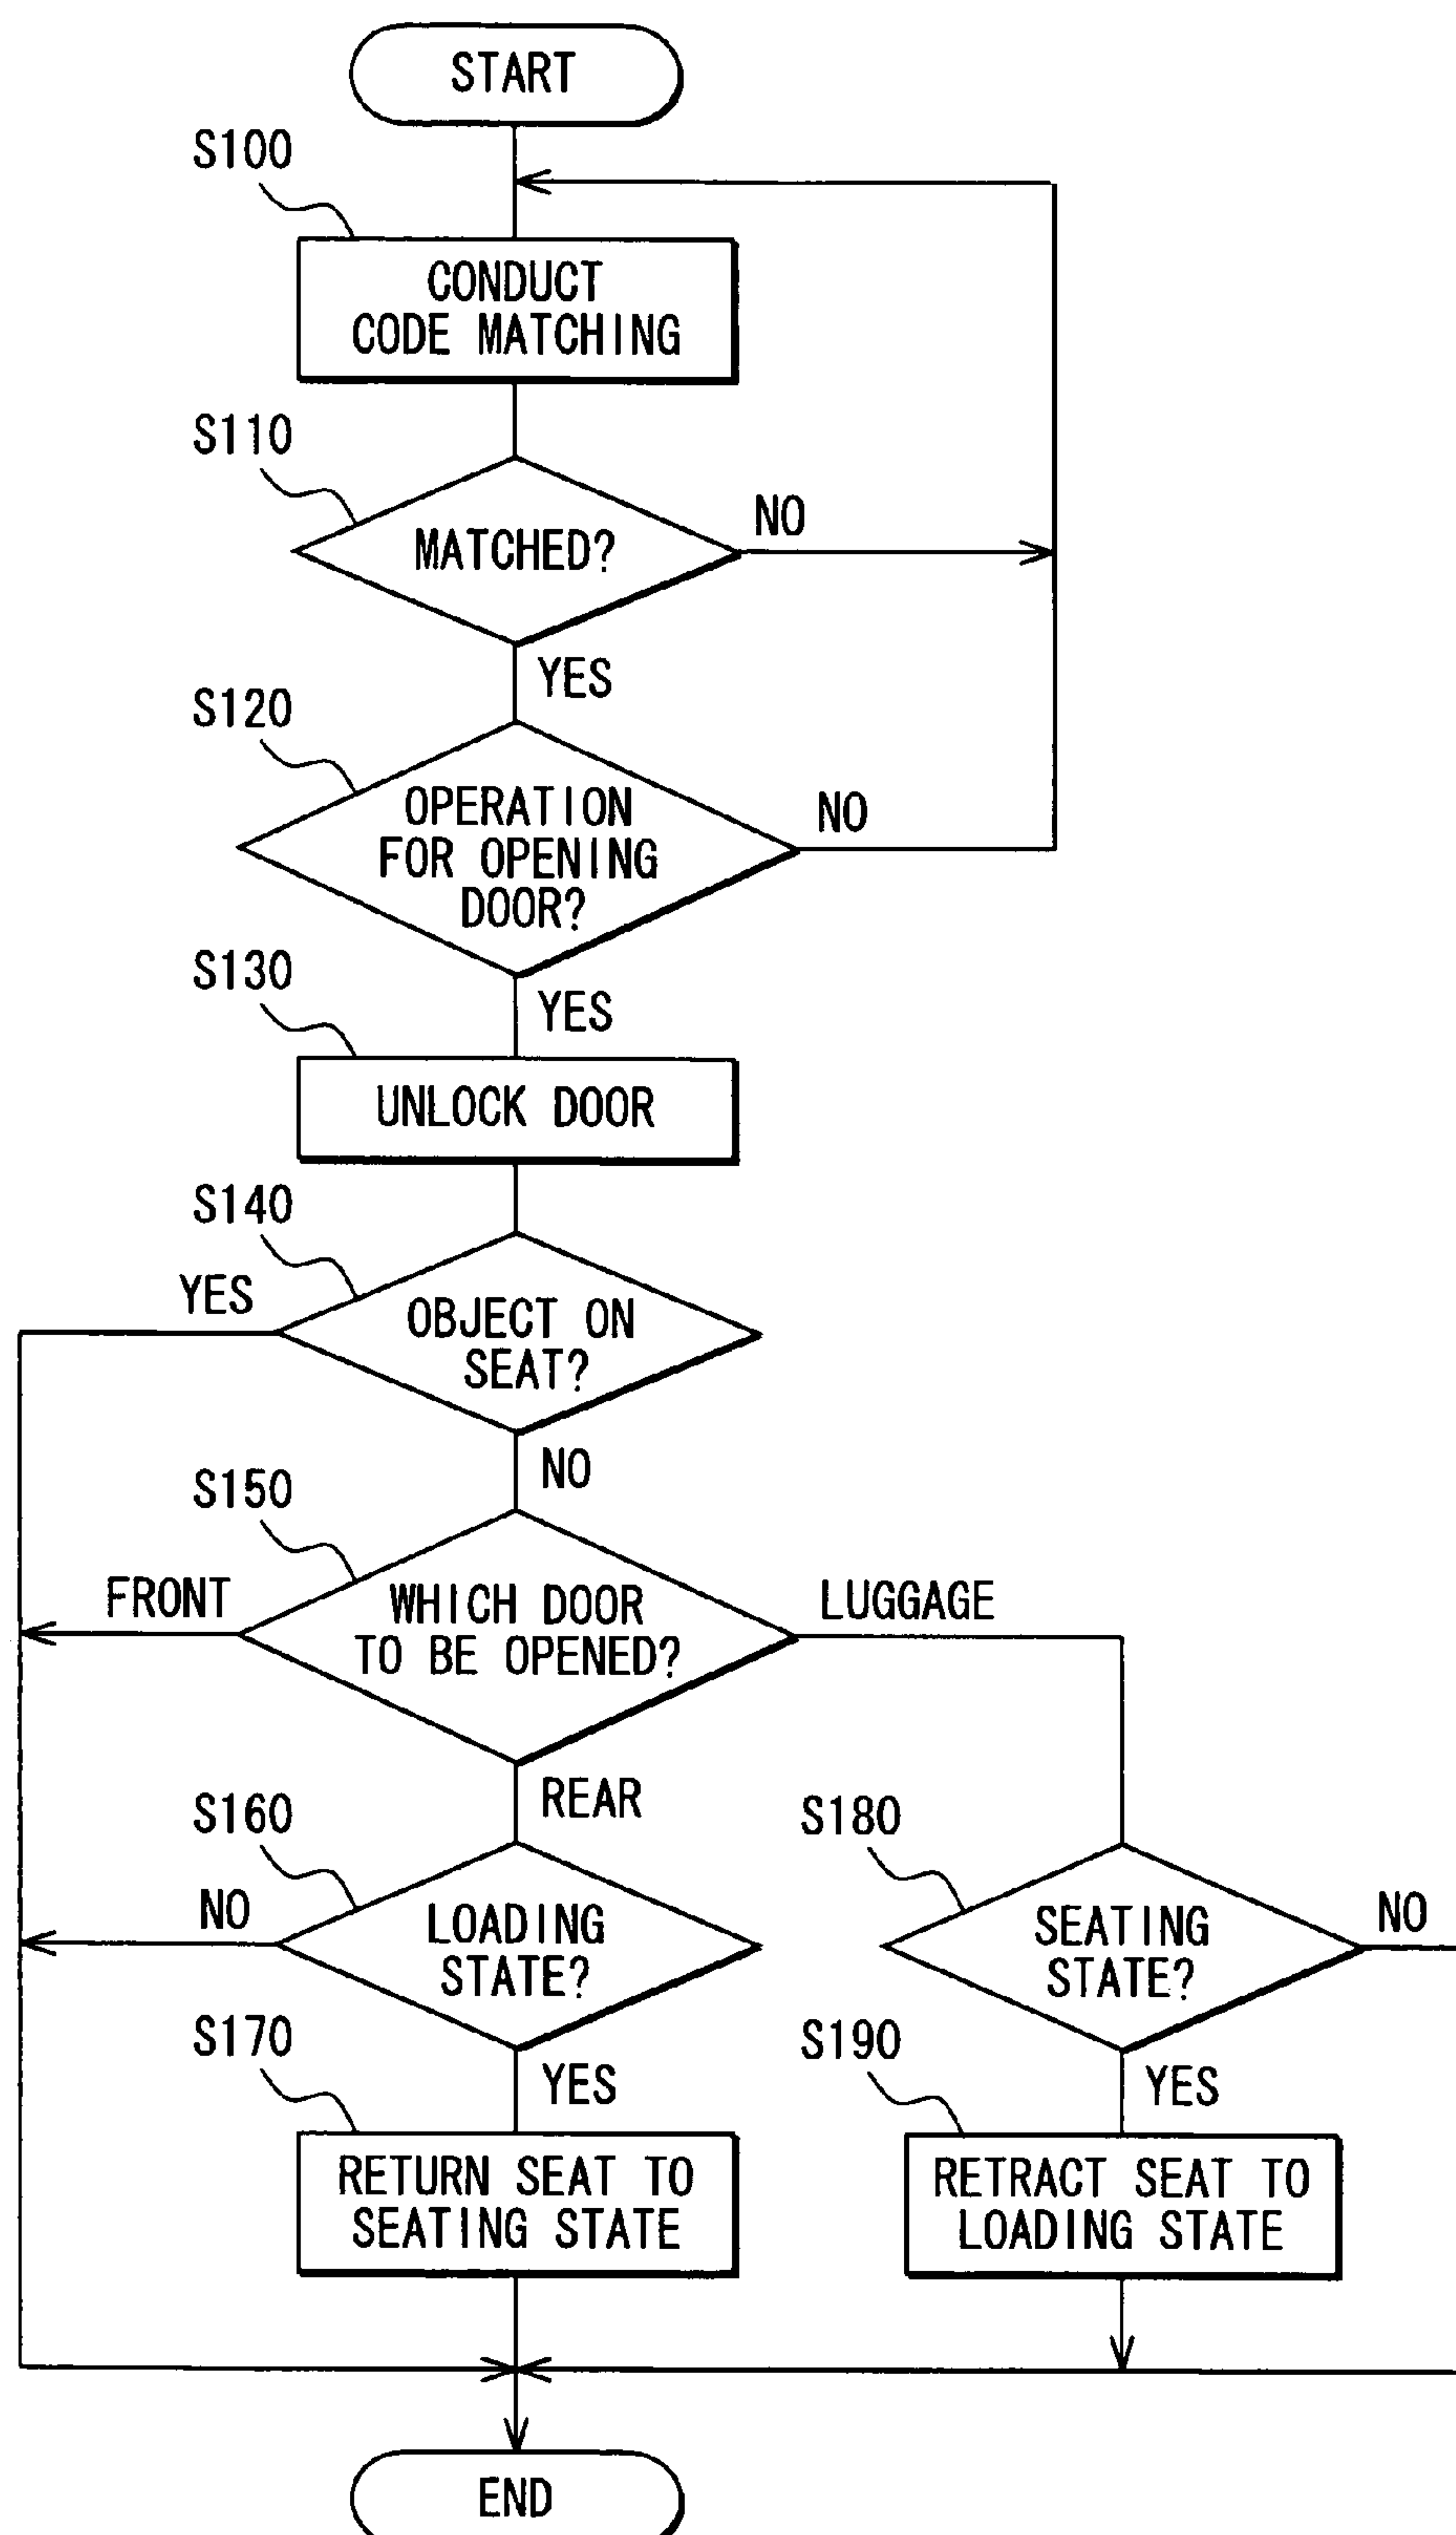 START
S100
CONDUCT
CODE MATCHING
S110
MATCHED?
NO
YES
S120
OPERATION
FOR OPENING
DOOR?
NO
YES
S130
UNLOCK DOOR
S140
YES
OBJECT ON
SEAT?
NO
S150
FRONT
WHICH DOOR
TO BE OPENED?
LUGGAGE
REAR
S160
NO
LOADING
STATE?
YES
S180
SEATING
STATE?
NO
YES
S170
RETURN SEAT TO
SEATING STATE
S190
RETRACT SEAT TO
LOADING STATE
END